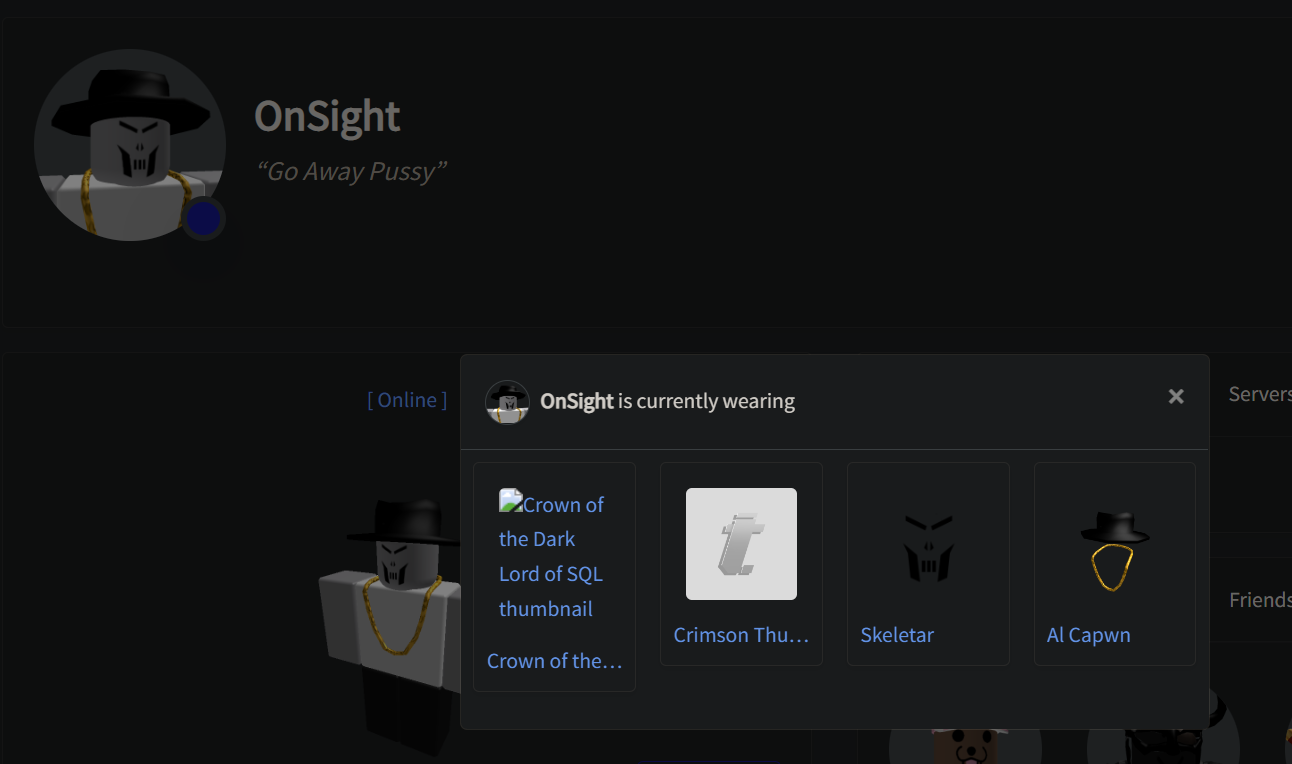 OnSight
“Go Away Pussy”
[ Online ]
OnSight is currently wearing
Servers
Crown of
the Dark
Lord of SQL
thumbnail
Crown of the…
Crimson Thu…
Skeletar
Al Capwn
Friends